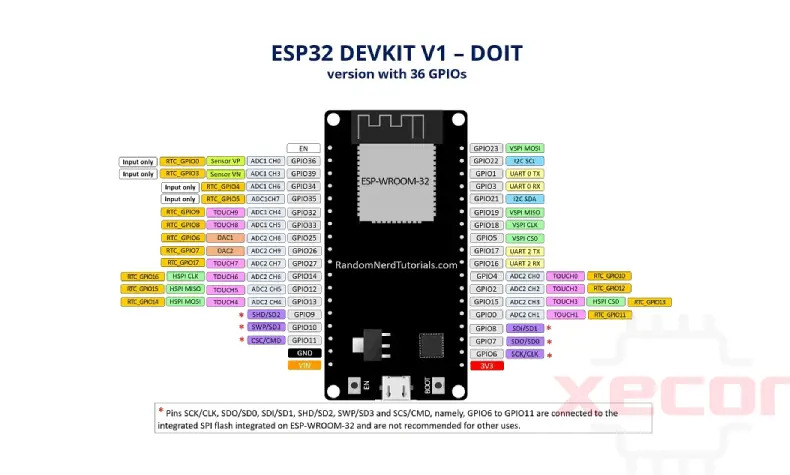 ESP32 DEVKIT V1 – DOIT
version with 36 GPIOs
EN
Input only RTC_GPIO0 Sensor VP ADC1 CH0 GPIO36
Input only RTC_GPIO3 Sensor VN ADC1 CH3 GPIO39
Input only RTC_GPIO4 ADC1 CH6 GPIO34
Input only RTC_GPIO5 ADC1CH7 GPIO35
RTC_GPIO9 TOUCH9 ADC1 CH4 GPIO32
RTC_GPIO8 TOUCH8 ADC1 CH5 GPIO33
RTC_GPIO6 DAC1 ADC2 CH8 GPIO25
RTC_GPIO7 DAC2 ADC2 CH9 GPIO26
RTC_GPIO17 TOUCH7 ADC2 CH7 GPIO27
RTC_GPIO16 HSPI CLK TOUCH6 ADC2 CH6 GPIO14
RTC_GPIO15 HSPI MISO TOUCH5 ADC2 CH5 GPIO12
RTC_GPIO14 HSPI MOSI TOUCH4 ADC2 CH4 GPIO13
* SHD/SD2 GPIO9
* SWP/SD3 GPIO10
* CSC/CMD GPIO11
GND
VIN
ESP-WROOM-32
RandomNerdTutorials.com
EN
BOOT
GPIO23 VSPI MOSI
GPIO22 I2C SCL
GPIO1 UART 0 TX
GPIO3 UART 0 RX
GPIO21 I2C SDA
GPIO19 VSPI MISO
GPIO18 VSPI CLK
GPIO5 VSPI CS0
GPIO17 UART 2 TX
GPIO16 UART 2 RX
GPIO4 ADC2 CH0 TOUCH0 RTC_GPIO10
GPIO2 ADC2 CH2 TOUCH2 RTC_GPIO12
GPIO15 ADC2 CH3 TOUCH3 HSPI CS0 RTC_GPIO13
GPIO0 ADC2 CH1 TOUCH1 RTC_GPIO11
GPIO8 SDI/SD1 *
GPIO7 SDO/SD0 *
GPIO6 SCK/CLK *
3V3
xecor
* Pins SCK/CLK, SDO/SD0, SDI/SD1, SHD/SD2, SWP/SD3 and SCS/CMD, namely, GPIO6 to GPIO11 are connected to the
integrated SPI flash integrated on ESP-WROOM-32 and are not recommended for other uses.